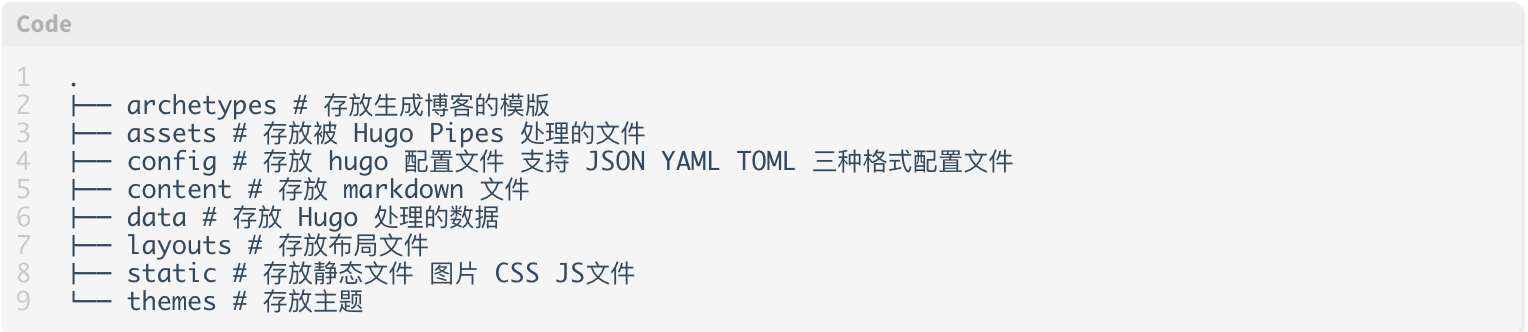 Code
1 .
2 ├── archetypes # 存放生成博客的模版
3 ├── assets # 存放被 Hugo Pipes 处理的文件
4 ├── config # 存放 hugo 配置文件 支持 JSON YAML TOML 三种格式配置文件
5 ├── content # 存放 markdown 文件
6 ├── data # 存放 Hugo 处理的数据
7 ├── layouts # 存放布局文件
8 ├── static # 存放静态文件 图片 CSS JS文件
9 └── themes # 存放主题